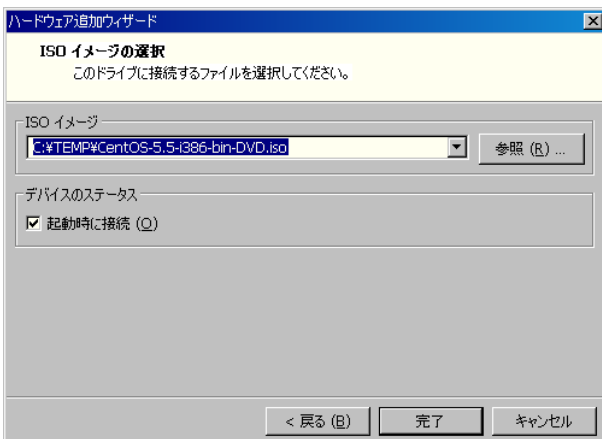 ハードウェア追加ウィザード
ISO イメージの選択
このドライブに接続するファイルを選択してください。
ISO イメージ
C:¥TEMP¥CentOS-5.5-i386-bin-DVD.iso
参照 (R) ...
デバイスのステータス
起動時に接続 (O)
< 戻る (B)
完了
キャンセル